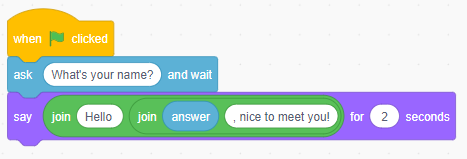 when clicked
ask What's your name? and wait
say join Hello join answer , nice to meet you! for 2 seconds